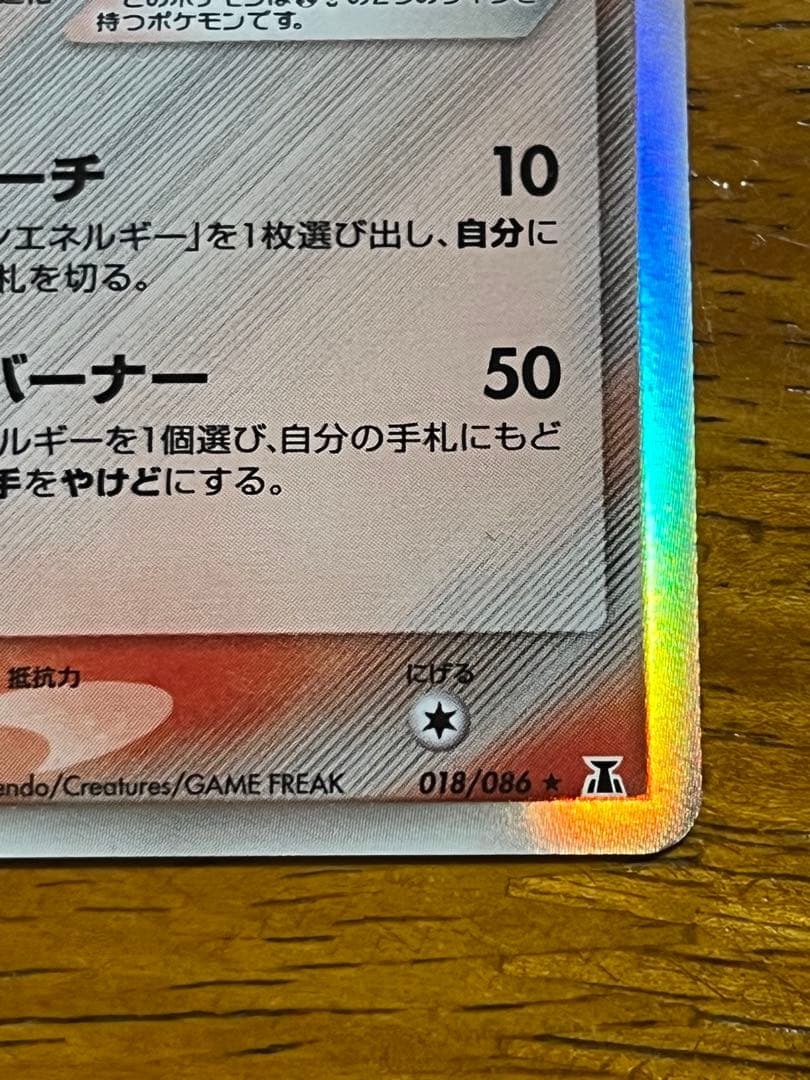 持つポケモンです。
ーチ 10
ンエネルギー」を1枚選び出し、自分に
札を切る。
バーナー 50
ルギーを1個選び、自分の手札にもど
手をやけどにする。
抵抗力 にげる
endo/Creatures/GAME FREAK 018/086 ★